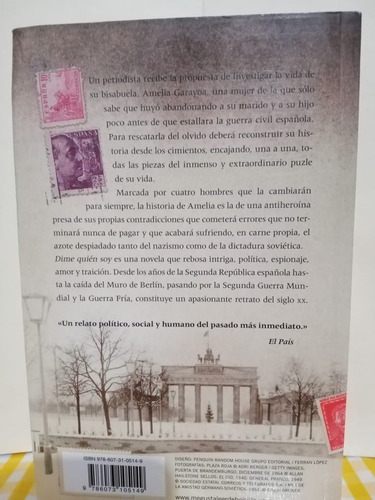 Un periodista recibe la propuesta de investigar la vida de
su bisabuela, Amelia Garayoa, una mujer de la que sólo
sabe que huyó abandonando a su marido y a su hijo
poco antes de que estallara la guerra civil española.
Para rescatarla del olvido deberá reconstruir su his-
toria desde los cimientos, encajando, una a una, to-
das las piezas del inmenso y extraordinario puzle
de su vida.
Marcada por cuatro hombres que la cambiarán
para siempre, la historia de Amelia es la de una antiheroína
presa de sus propias contradicciones que cometerá errores que no ter-
minará nunca de pagar y que acabará sufriendo, en carne propia, el
azote despiadado tanto del nazismo como de la dictadura soviética.
Dime quién soy es una novela que rebosa intriga, política, espionaje,
amor y traición. Desde los años de la Segunda República española has-
ta la caída del Muro de Berlín, pasando por la Segunda Guerra Mun-
dial y la Guerra Fría, constituye un apasionante retrato del siglo XX.
«Un relato político, social y humano del pasado más inmediato.»
El País
ISBN 978-607-31-0514-9
9 786073 105149
DISEÑO: PENGUIN RANDOM HOUSE GRUPO EDITORIAL / FERRAN LÓPEZ
FOTOGRAFÍAS: PLAZA ROJA
PUERTA DE BRANDEMBURGO, DICIEMBRE DE 1964